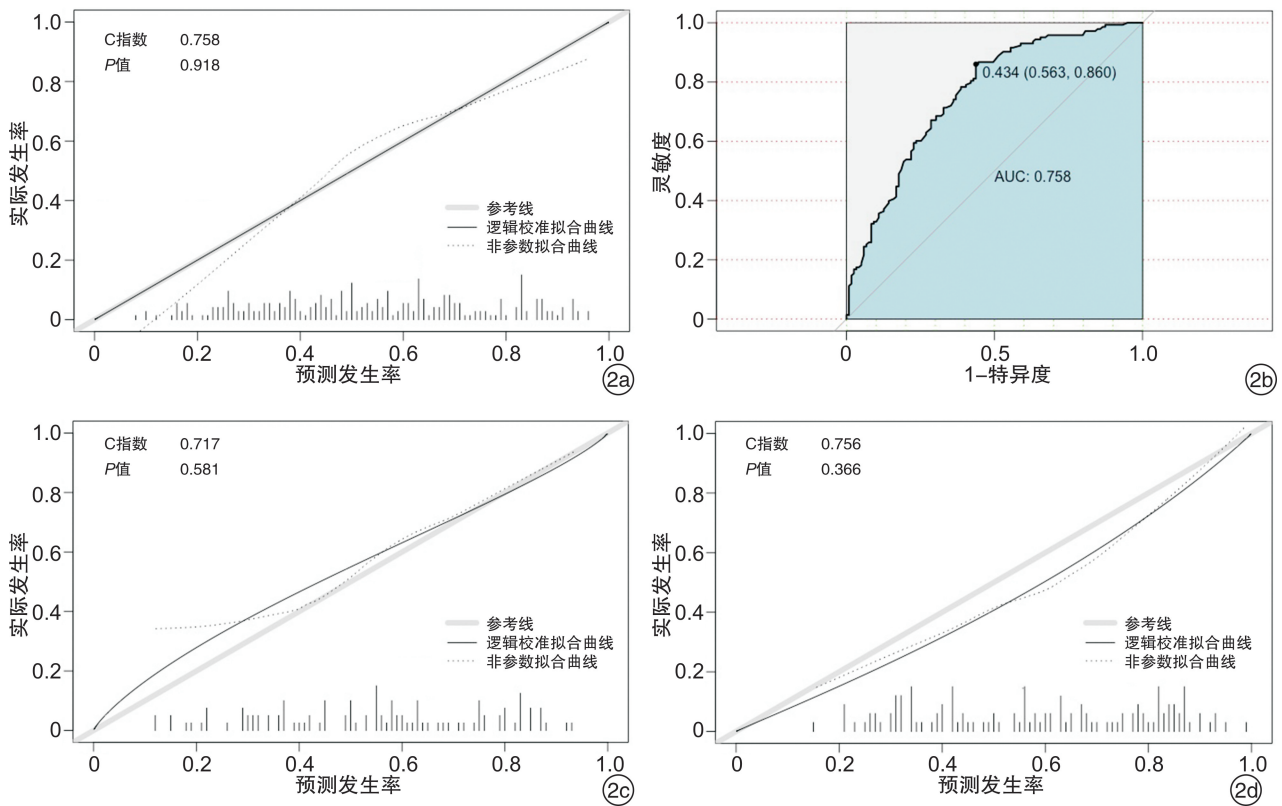 C指数 0.758
P值 0.918
1.0
0.8
0.6
0.4
0.2
0
实际发生率
参考线
逻辑校准拟合曲线
非参数拟合曲线
0 0.2 0.4 0.6 0.8 1.0
预测发生率
2a
1.0
0.8
0.6
0.4
0.2
0
灵敏度
0.434 (0.563, 0.860)
AUC: 0.758
0 0.5 1.0
1-特异度
2b
C指数 0.717
P值 0.581
1.0
0.8
0.6
0.4
0.2
0
实际发生率
参考线
逻辑校准拟合曲线
非参数拟合曲线
0 0.2 0.4 0.6 0.8 1.0
预测发生率
2c
C指数 0.756
P值 0.366
1.0
0.8
0.6
0.4
0.2
0
实际发生率
参考线
逻辑校准拟合曲线
非参数拟合曲线
0 0.2 0.4 0.6 0.8 1.0
预测发生率
2d